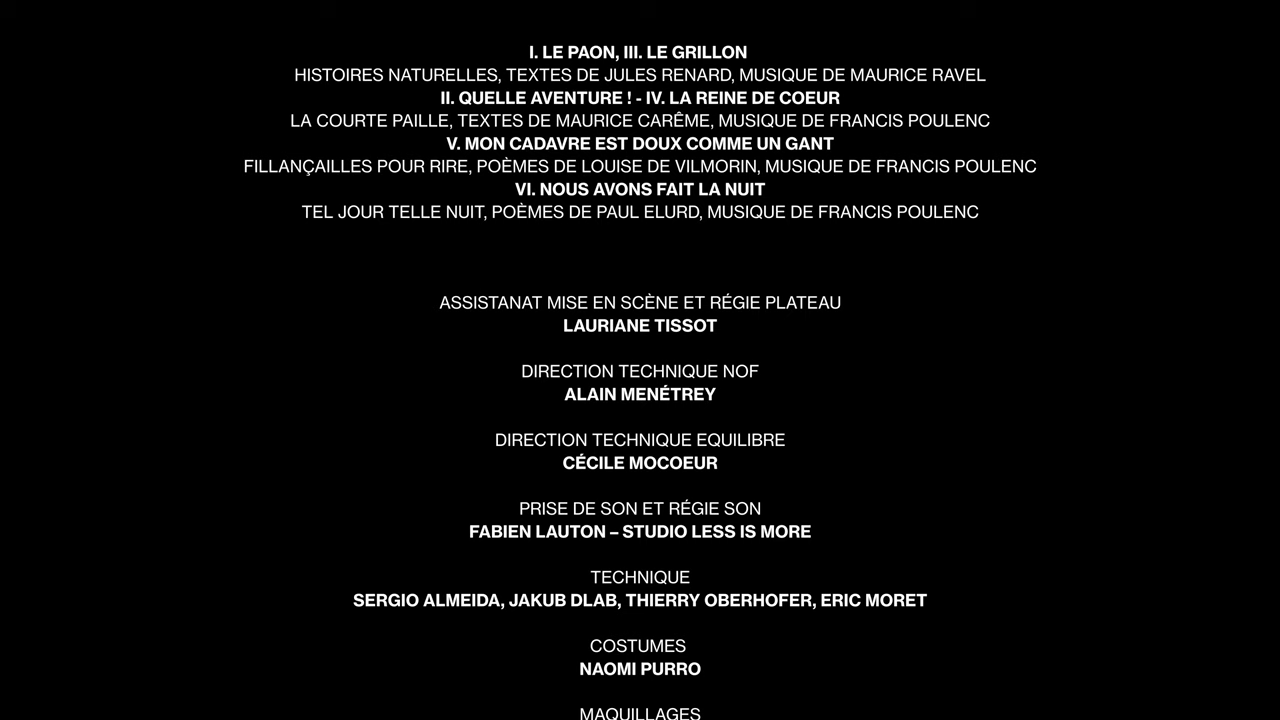 I. LE PAON, III. LE GRILLON
HISTOIRES NATURELLES, TEXTES DE JULES RENARD, MUSIQUE DE MAURICE RAVEL
II. QUELLE AVENTURE ! - IV. LA REINE DE COEUR
LA COURTE PAILLE, TEXTES DE MAURICE CARÊME, MUSIQUE DE FRANCIS POULENC
V. MON CADAVRE EST DOUX COMME UN GANT
FILLANÇAILLES POUR RIRE, POÈMES DE LOUISE DE VILMORIN, MUSIQUE DE FRANCIS POULENC
VI. NOUS AVONS FAIT LA NUIT
TEL JOUR TELLE NUIT, POÈMES DE PAUL ELURD, MUSIQUE DE FRANCIS POULENC
ASSISTANAT MISE EN SCÈNE ET RÉGIE PLATEAU
LAURIANE TISSOT
DIRECTION TECHNIQUE NOF
ALAIN MENÉTREY
DIRECTION TECHNIQUE EQUILIBRE
CÉCILE MOCOEUR
PRISE DE SON ET RÉGIE SON
FABIEN LAUTON – STUDIO LESS IS MORE
TECHNIQUE
SERGIO ALMEIDA, JAKUB DLAB, THIERRY OBERHOFER, ERIC MORET
COSTUMES
NAOMI PURRO
MAQUILLAGES